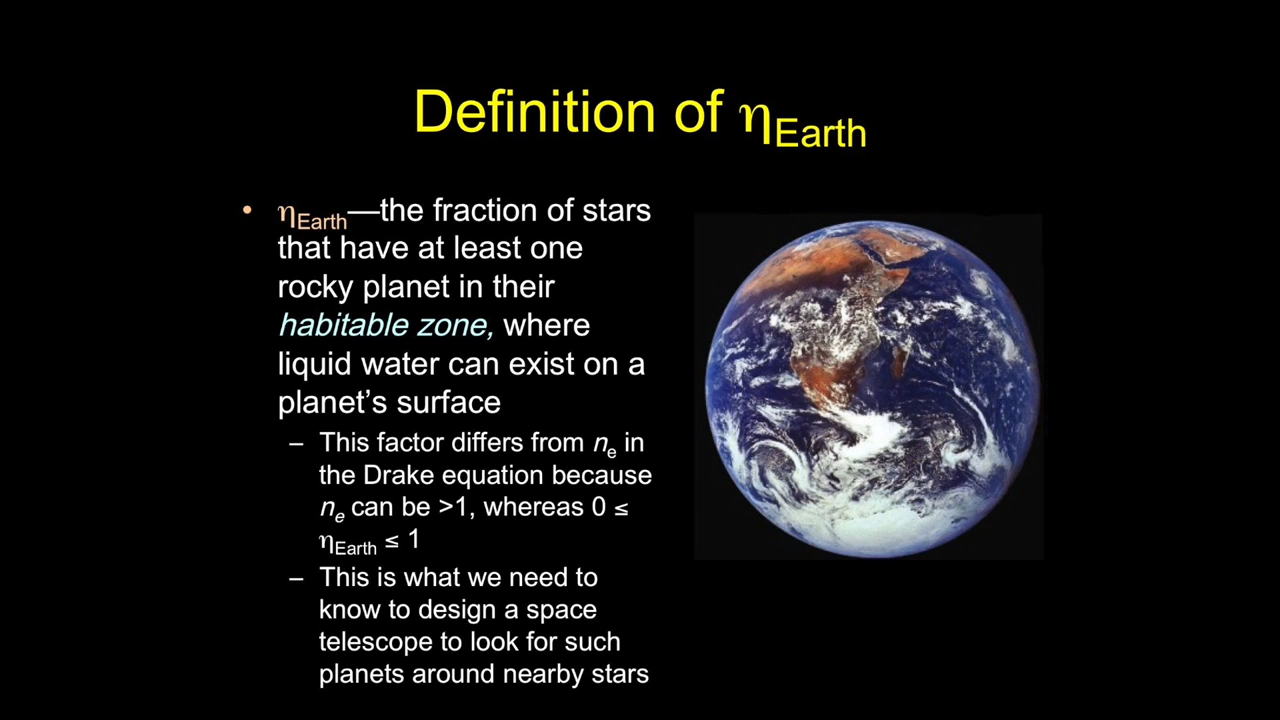 Definition of ηEarth
• ηEarth—the fraction of stars
that have at least one
rocky planet in their
habitable zone, where
liquid water can exist on a
planet’s surface
– This factor differs from ne in
the Drake equation because
ne can be >1, whereas 0 ≤
ηEarth ≤ 1
– This is what we need to
know to design a space
telescope to look for such
planets around nearby stars